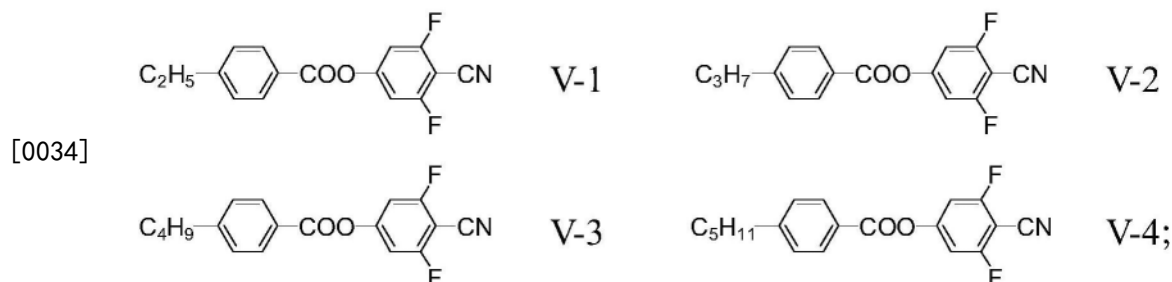 F F
C₂H₅ COO CN V-1 C₃H₇ COO CN V-2
F F
[0034]
F F
C₄H₉ COO CN V-3 C₅H₁₁ COO CN V-4;
F F